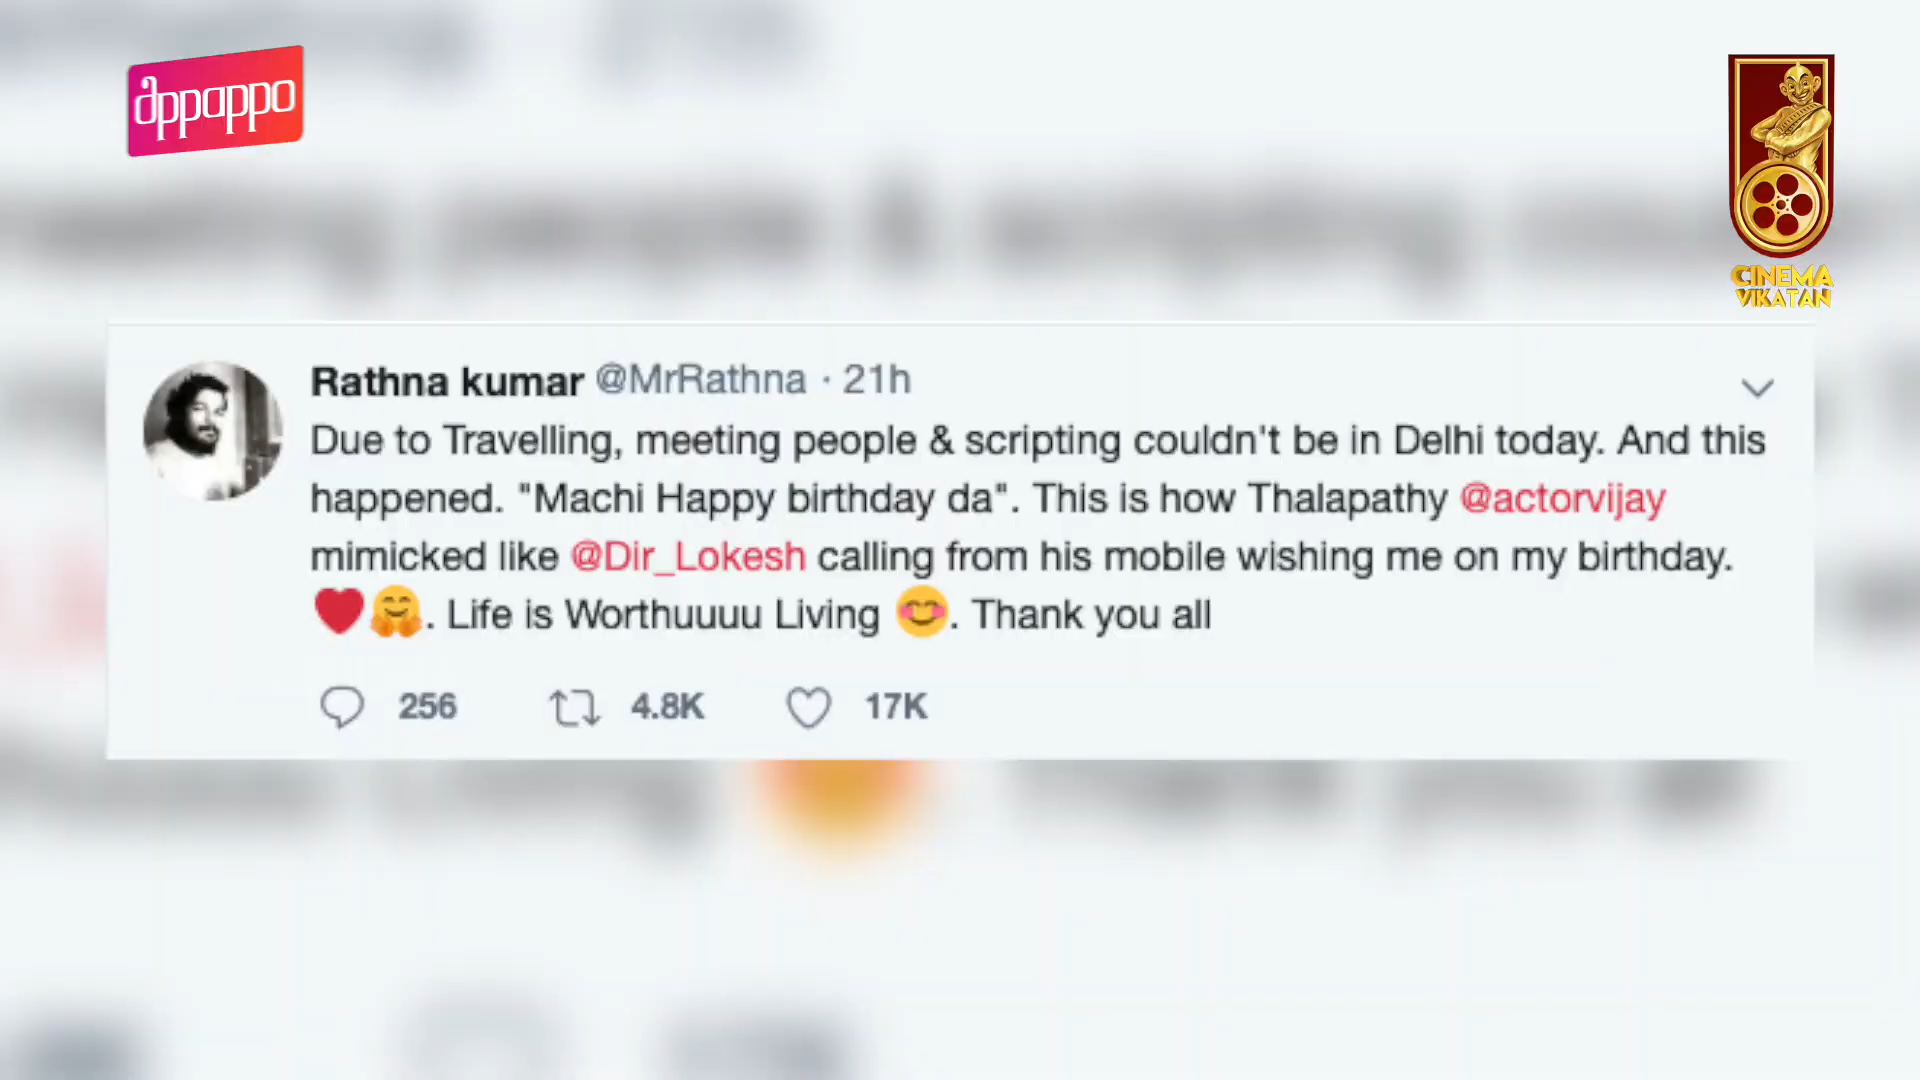 appappo
CINEMA
VIKATAN
Rathna kumar @MrRathna · 21h
Due to Travelling, meeting people & scripting couldn't be in Delhi today. And this
happened. "Machi Happy birthday da". This is how Thalapathy @actorvijay
mimicked like @Dir_Lokesh calling from his mobile wishing me on my birthday.
❤️🤗. Life is Worthuuuu Living 😊. Thank you all
256 4.8K 17K